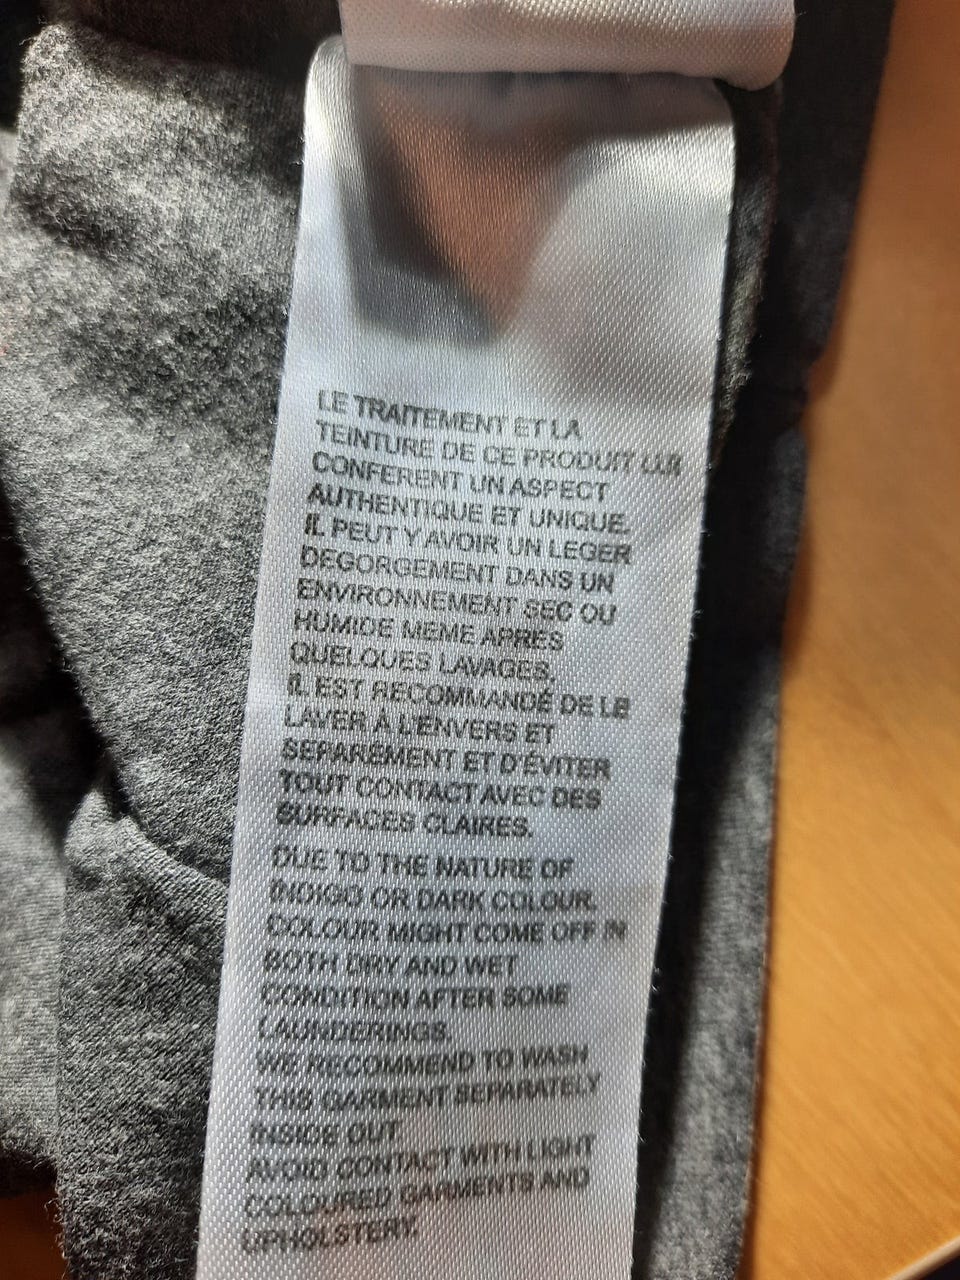 LE TRAITEMENT ET LA
TEINTURE DE CE PRODUIT LUI
CONFERENT UN ASPECT
AUTHENTIQUE ET UNIQUE.
IL PEUT Y AVOIR UN LEGER
DEGORGEMENT DANS UN
ENVIRONNEMENT SEC OU
HUMIDE MEME APRES
QUELQUES LAVAGES.
IL EST RECOMMANDÉ DE LE
LAVER À L'ENVERS ET
SEPARÉMENT ET D'ÉVITER
TOUT CONTACT AVEC DES
SURFACES CLAIRES.
DUE TO THE NATURE OF
INDIGO OR DARK COLOUR,
COLOUR MIGHT COME OFF IN
BOTH DRY AND WET
CONDITION AFTER SOME
LAUNDERINGS.
WE RECOMMEND TO WASH
THIS GARMENT SEPARATELY
INSIDE OUT
AVOID CONTACT WITH LIGHT
COLOURED GARMENTS AND
UPHOLSTERY.